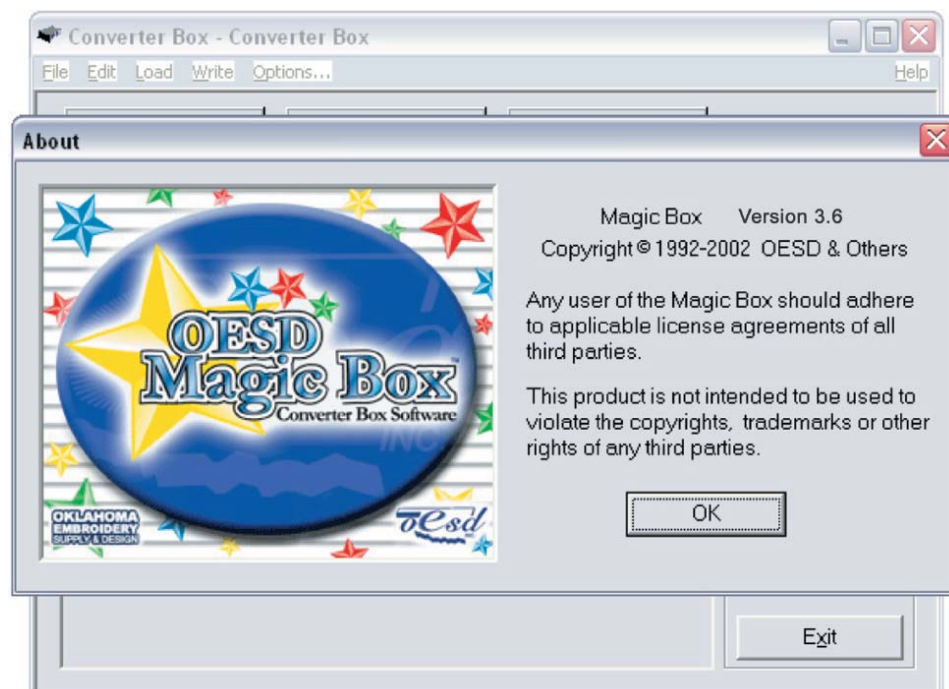 Converter Box - Converter Box
File Edit Load Write Options... Help
About
OESD
Magic Box™
Converter Box Software
INC.
OKLAHOMA
EMBROIDERY
SUPPLY & DESIGN
oesd
INC.
Magic Box Version 3.6
Copyright © 1992-2002 OESD & Others
Any user of the Magic Box should adhere
to applicable license agreements of all
third parties.
This product is not intended to be used to
violate the copyrights, trademarks or other
rights of any third parties.
OK
Exit